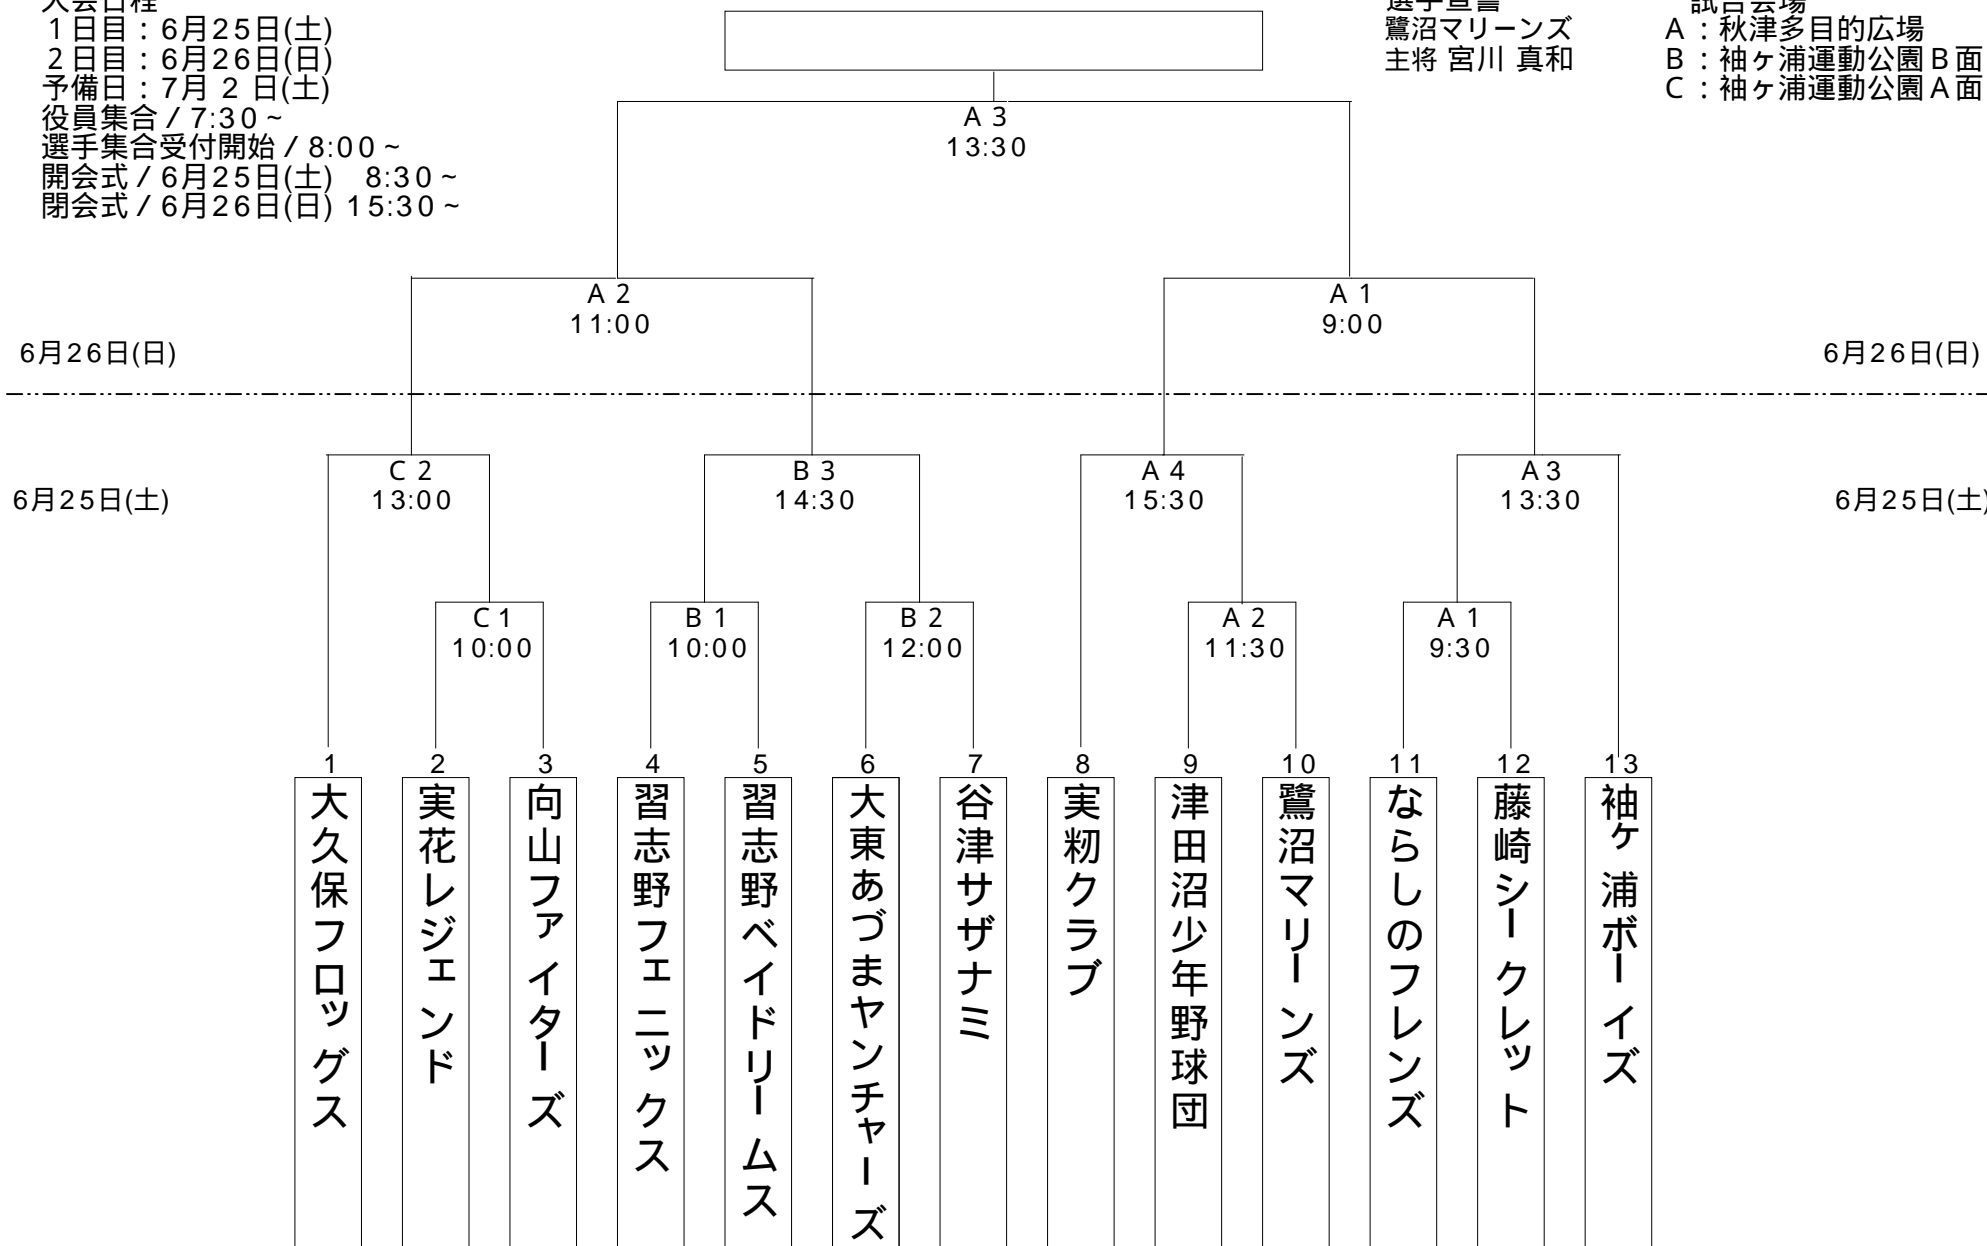 大会日程
1日目：6月25日(土)
2日目：6月26日(日)
予備日：7月 2 日(土)
役員集合 / 7:30 ~
選手集合受付開始 / 8:00 ~
開会式 / 6月25日(土) 8:30 ~
閉会式 / 6月26日(日) 15:30 ~
選手宣誓
鷺沼マリーンズ
主将 宮川 真和
試合会場
A：秋津多目的広場
B：袖ヶ浦運動公園B面
C：袖ヶ浦運動公園A面
A 3
13:30
A 2
11:00
A 1
9:00
6月26日(日)
6月26日(日)
C 2
13:00
B 3
14:30
A 4
15:30
A 3
13:30
6月25日(土)
6月25日(土)
C 1
10:00
B 1
10:00
B 2
12:00
A 2
11:30
A 1
9:30
1
2
3
4
5
6
7
8
9
10
11
12
13
大久保フロッグス
実花レジェンド
向山ファイターズ
習志野フェニックス
習志野ベイドリームス
大東あづまヤンチャーズ
谷津サザナミ
実籾クラブ
津田沼少年野球団
鷺沼マリーンズ
ならしのフレンズ
藤崎シークレット
袖ヶ浦ボーイズ